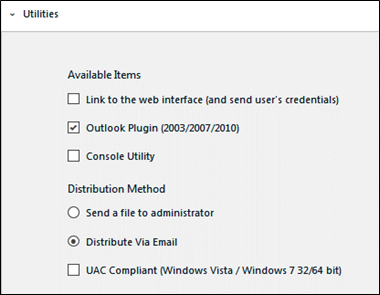 Utilities
Available Items
Link to the web interface (and send user's credentials)
Outlook Plugin (2003/2007/2010)
Console Utility
Distribution Method
Send a file to administrator
Distribute Via Email
UAC Compliant (Windows Vista / Windows 7 32/64 bit)